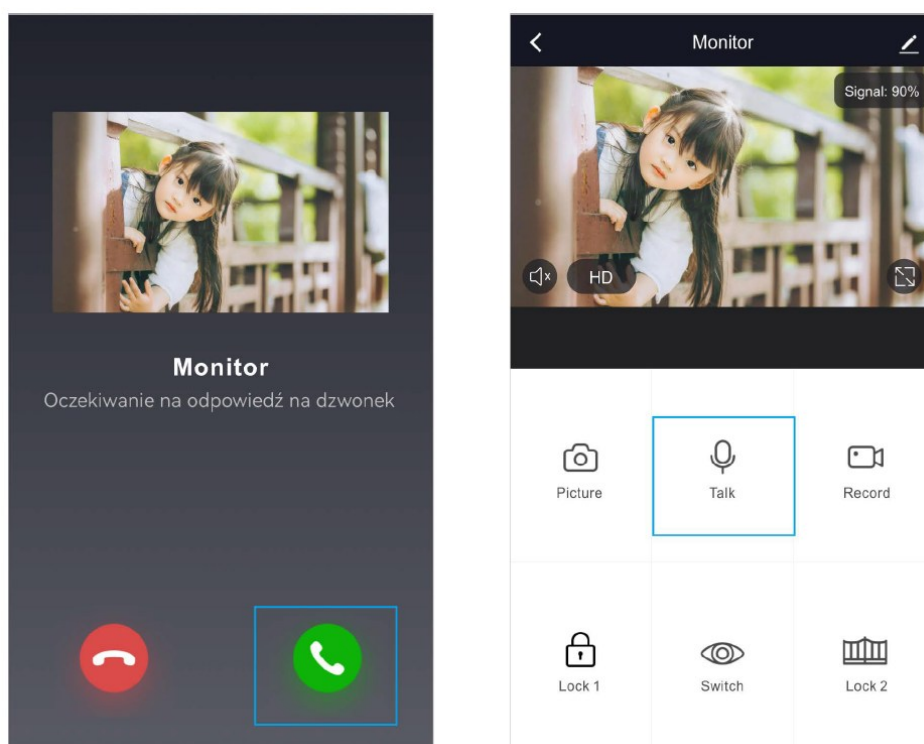 Monitor
Oczekiwanie na odpowiedź na dzwonek
Monitor
Signal: 90%
HD
Picture
Talk
Record
Lock 1
Switch
Lock 2